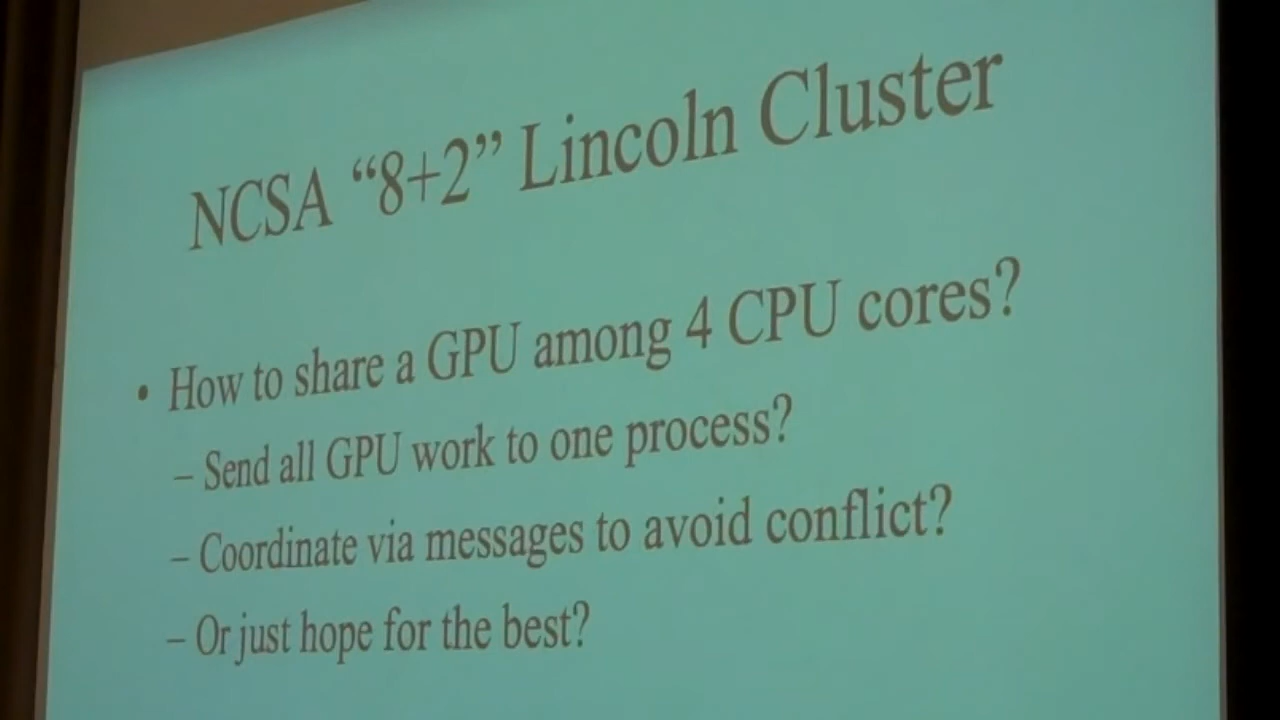 NCSA “8+2” Lincoln Cluster
• How to share a GPU among 4 CPU cores?
– Send all GPU work to one process?
– Coordinate via messages to avoid conflict?
– Or just hope for the best?